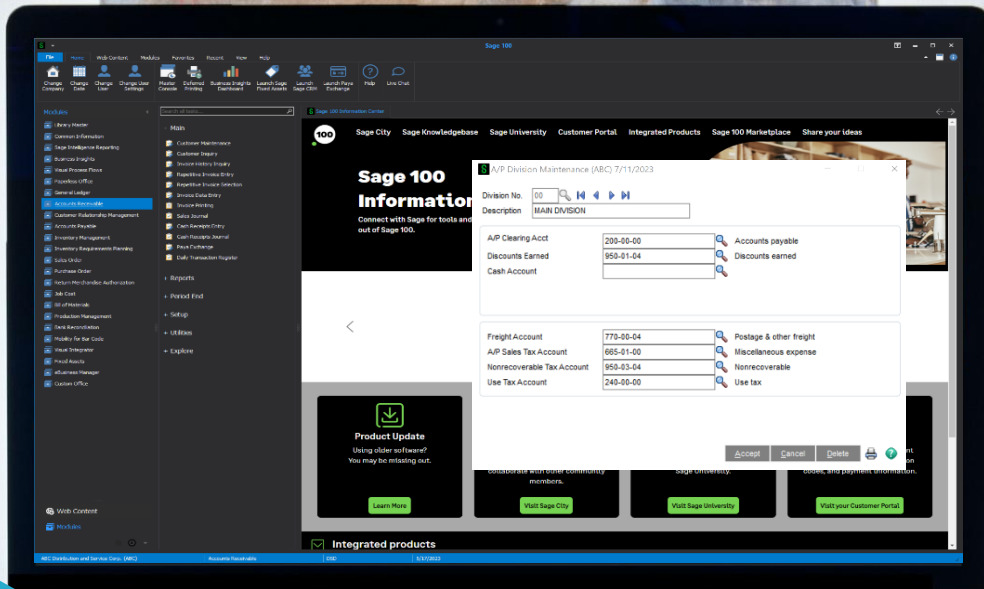 Sage 100
File Home Web Content Modules Favorites Recent View Help
Change Company
Change Date
Change User
Change User Settings
Master Console
Deferred Printing
Business Insights Dashboard
Launch Sage Fixed Assets
Launch Sage CRM
Launch Paya Exchange
Help
Live Chat
Modules
Library Master
Common Information
Sage Intelligence Reporting
Business Insights
Visual Process Flows
Paperless Office
General Ledger
Accounts Receivable
Customer Relationship Management
Accounts Payable
Inventory Management
Inventory Requirements Planning
Sales Order
Purchase Order
Return Merchandise Authorization
Job Cost
Bill of Materials
Production Management
Bank Reconciliation
Mobility for Bar Code
Visual Integrator
Fixed Assets
eBusiness Manager
Custom Office
Web Content
Modules
Search all tasks...
Main
Customer Maintenance
Customer Inquiry
Invoice History Inquiry
Repetitive Invoice Entry
Repetitive Invoice Selection
Invoice Data Entry
Invoice Printing
Sales Journal
Cash Receipts Entry
Cash Receipts Journal
Paya Exchange
Daily Transaction Register
+ Reports
+ Period End
+ Setup
+ Utilities
+ Explore
Sage 100 Information Center
100 Sage City Sage Knowledgebase Sage University Customer Portal Integrated Products Sage 100 Marketplace Share your ideas
Sage 100
Information
Connect with Sage for tools and
out of Sage 100.
S A/P Division Maintenance (ABC) 7/11/2023
Division No. 00
Description MAIN DIVISION
A/P Clearing Acct 200-00-00 Accounts payable
Discounts Earned 950-01-04 Discounts earned
Cash Account
Freight Account 770-00-04 Postage & other freight
A/P Sales Tax Account 665-01-00 Miscellaneous expense
Nonrecoverable Tax Account 950-03-04 Nonrecoverable
Use Tax Account 240-00-00 Use tax
Accept Cancel Delete
Product Update
Using older software?
You may be missing out.
Learn More
collaborate with other community
members.
Visit Sage City
Sage University.
Visit Sage University
codes, and payment information.
Visit your Customer Portal
Integrated products
ABC Distribution and Service Corp. (ABC) Accounts Receivable 5/17/2023